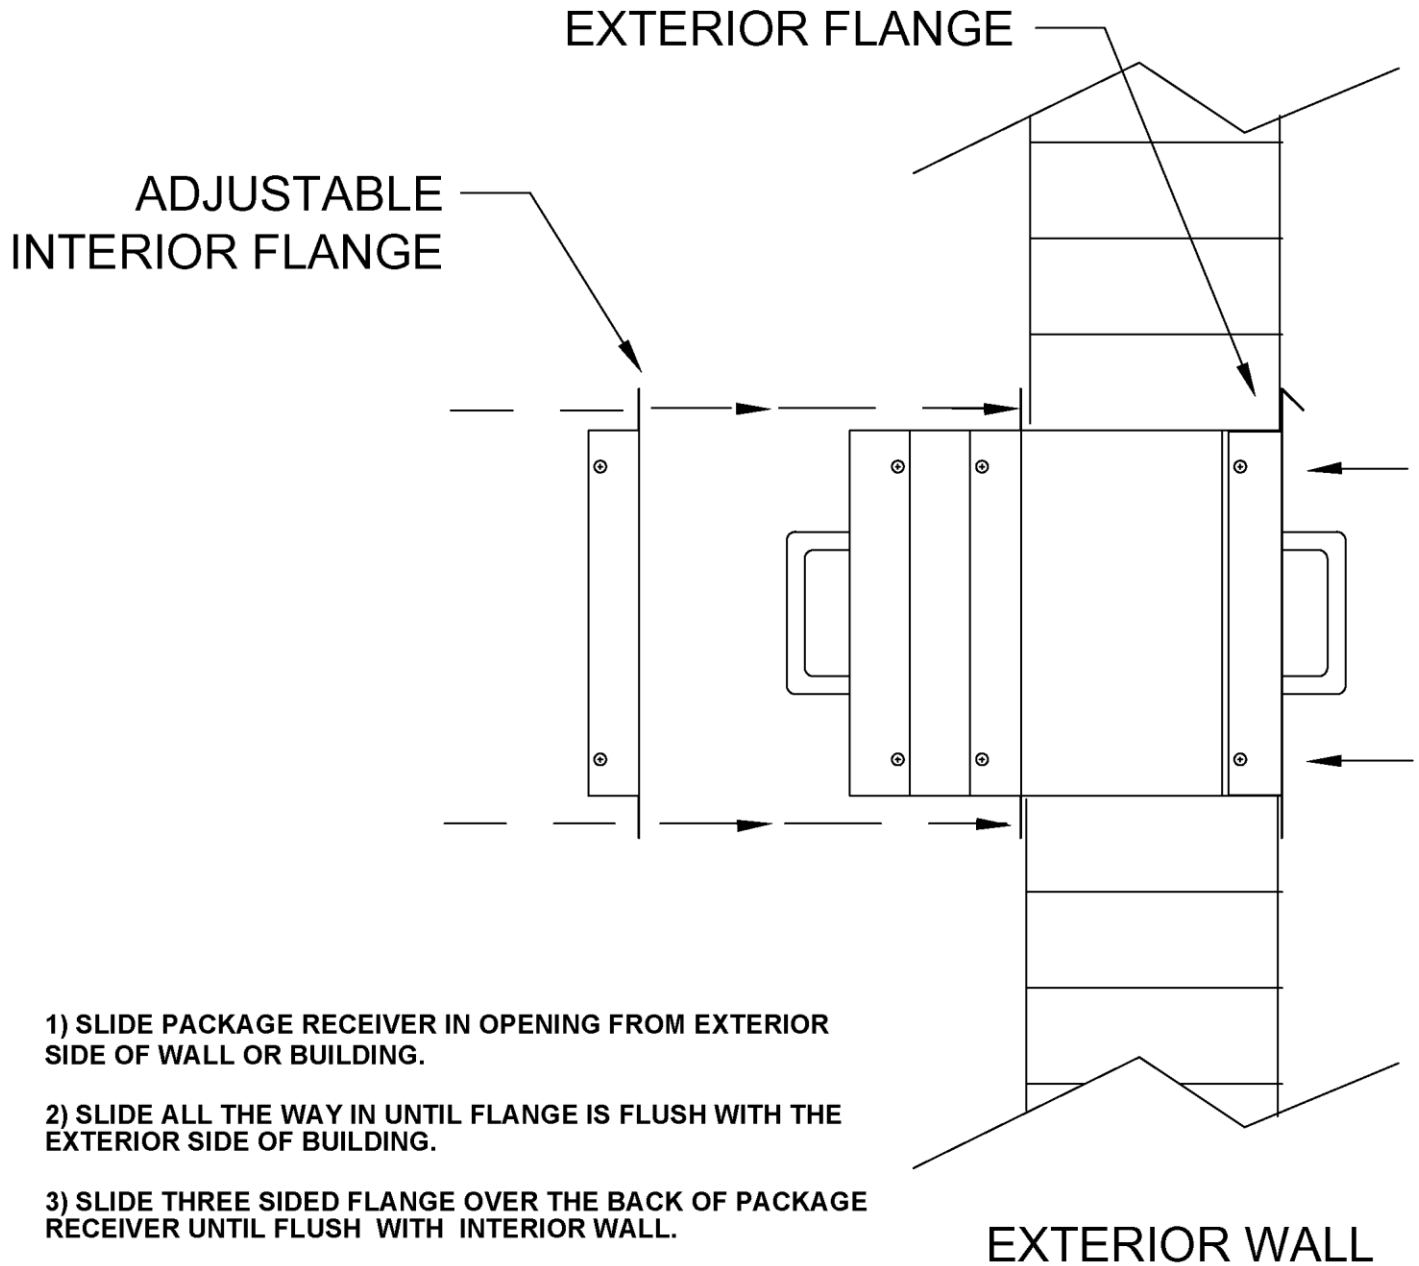 EXTERIOR FLANGE
ADJUSTABLE
INTERIOR FLANGE
1) SLIDE PACKAGE RECEIVER IN OPENING FROM EXTERIOR
SIDE OF WALL OR BUILDING.
2) SLIDE ALL THE WAY IN UNTIL FLANGE IS FLUSH WITH THE
EXTERIOR SIDE OF BUILDING.
3) SLIDE THREE SIDED FLANGE OVER THE BACK OF PACKAGE
RECEIVER UNTIL FLUSH WITH INTERIOR WALL.
EXTERIOR WALL